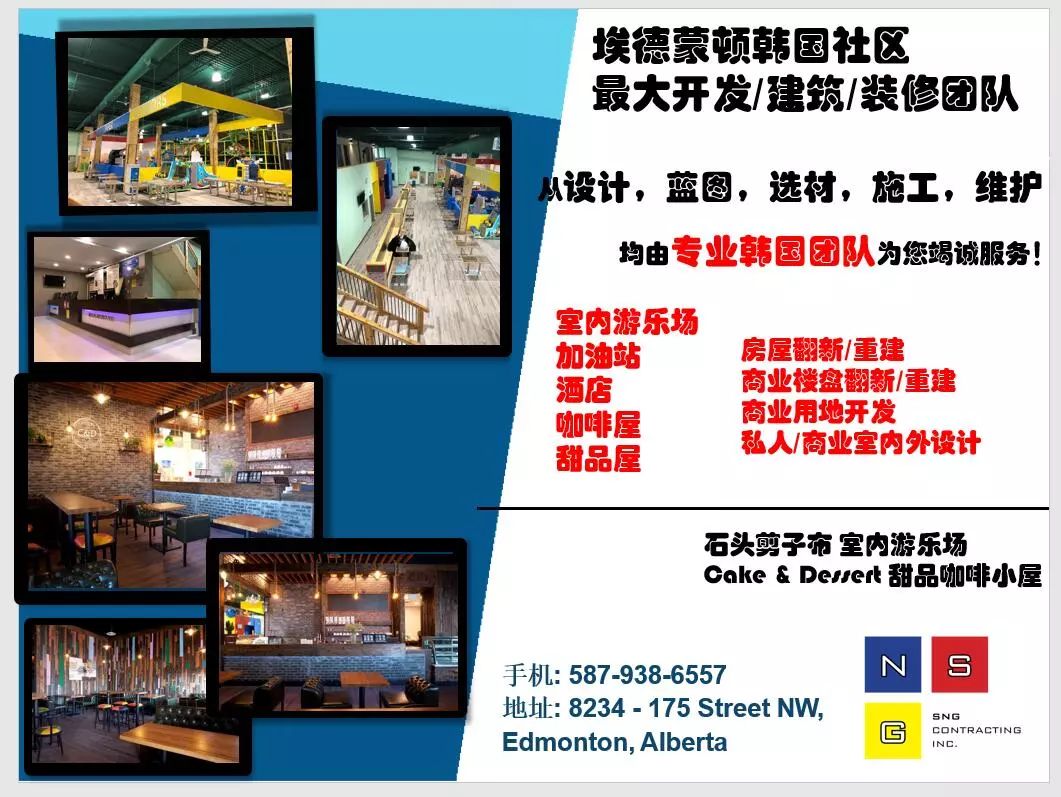 埃德蒙顿韩国社区
最大开发/建筑/装修团队
从设计，蓝图，选材，施工，维护
均由专业韩国团队为您竭诚服务！
室内游乐场
加油站
酒店
咖啡屋
甜品屋
房屋翻新/重建
商业楼盘翻新/重建
商业用地开发
私人/商业室内外设计
石头剪子布 室内游乐场
Cake & Dessert 甜品咖啡小屋
手机: 587-938-6557
地址: 8234 - 175 Street NW,
Edmonton, Alberta
N S
G
SNG
CONTRACTING
INC.
C&D